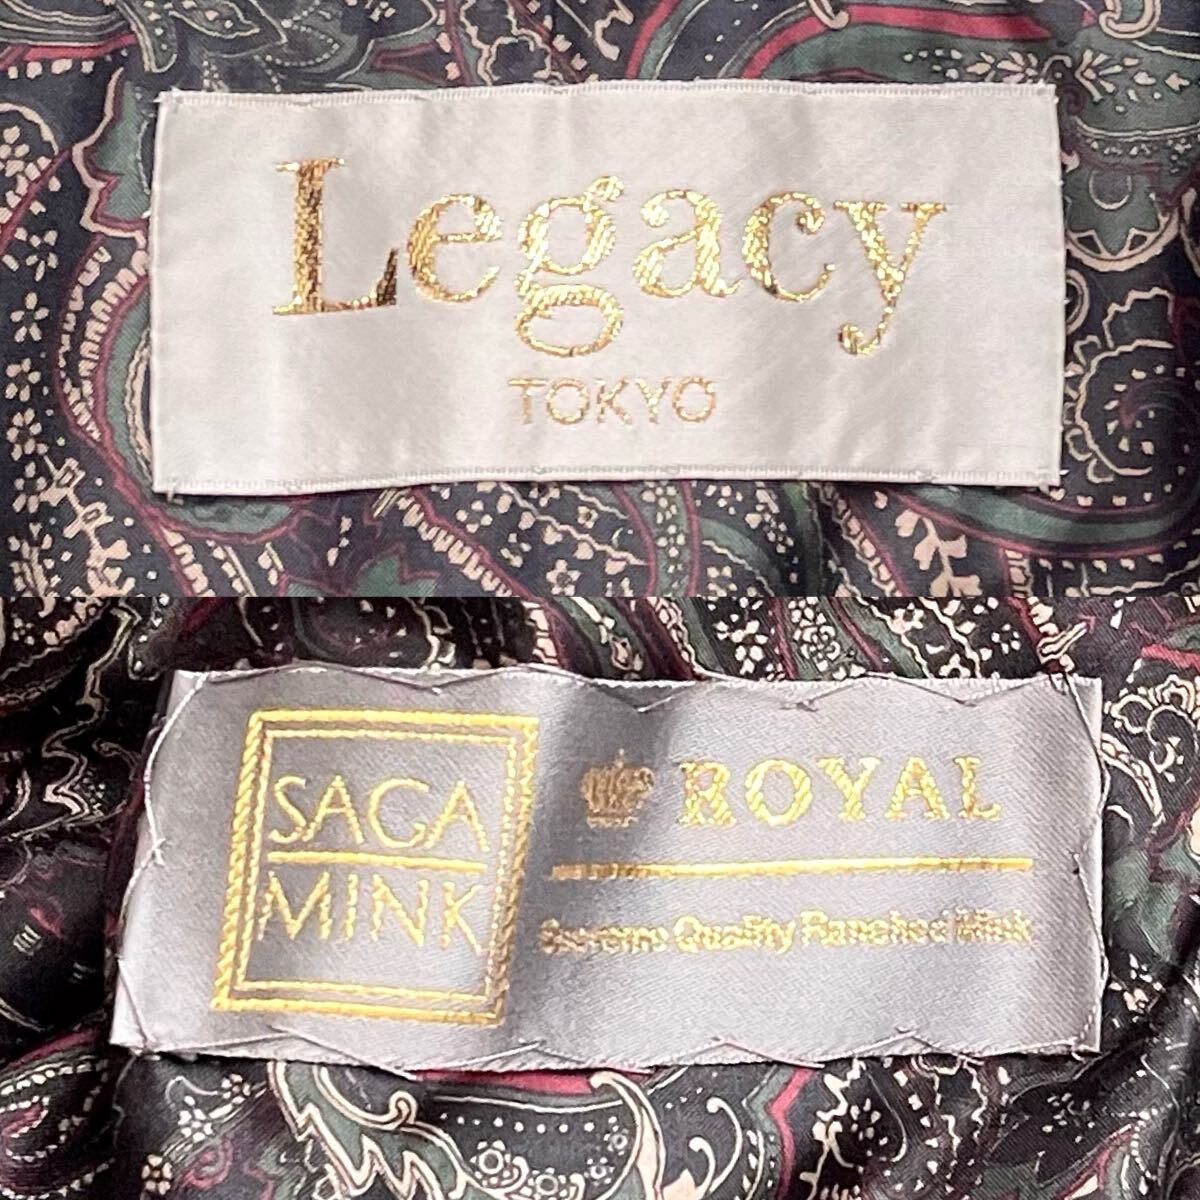 Legacy
TOKYO
SAGA
MINK
ROYAL
Supreme Quality Ranched Mink